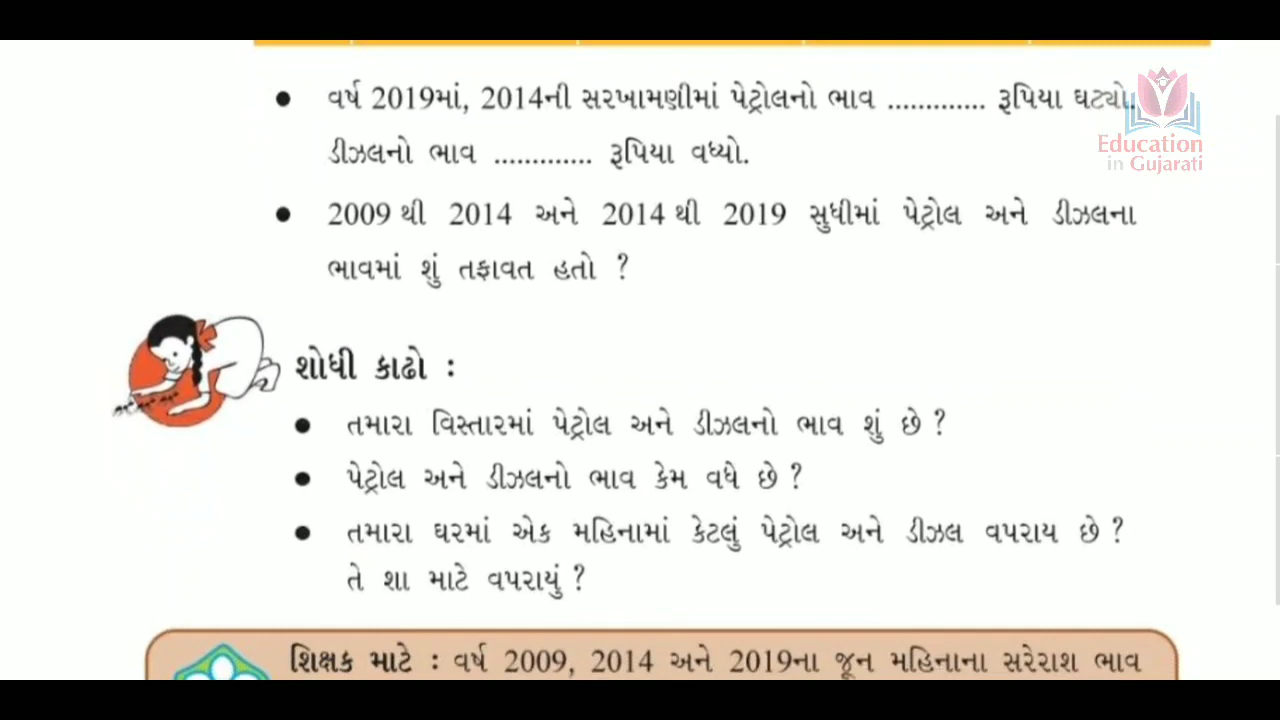 ● વર્ષ 2019માં, 2014ની સરખામણીમાં પેટ્રોલનો ભાવ ............. રૂપિયા ઘટ્યો.
ડીઝલનો ભાવ ............. રૂપિયા વધ્યો.
Education
in Gujarati
● 2009 થી 2014 અને 2014 થી 2019 સુધીમાં પેટ્રોલ અને ડીઝલના
ભાવમાં શું તફાવત હતો ?
શોધી કાઢો :
● તમારા વિસ્તારમાં પેટ્રોલ અને ડીઝલનો ભાવ શું છે ?
● પેટ્રોલ અને ડીઝલનો ભાવ કેમ વધે છે ?
● તમારા ઘરમાં એક મહિનામાં કેટલું પેટ્રોલ અને ડીઝલ વપરાય છે ?
તે શા માટે વપરાયું ?
શિક્ષક માટે : વર્ષ 2009, 2014 અને 2019ના જૂન મહિનાના સરેરાશ ભાવ